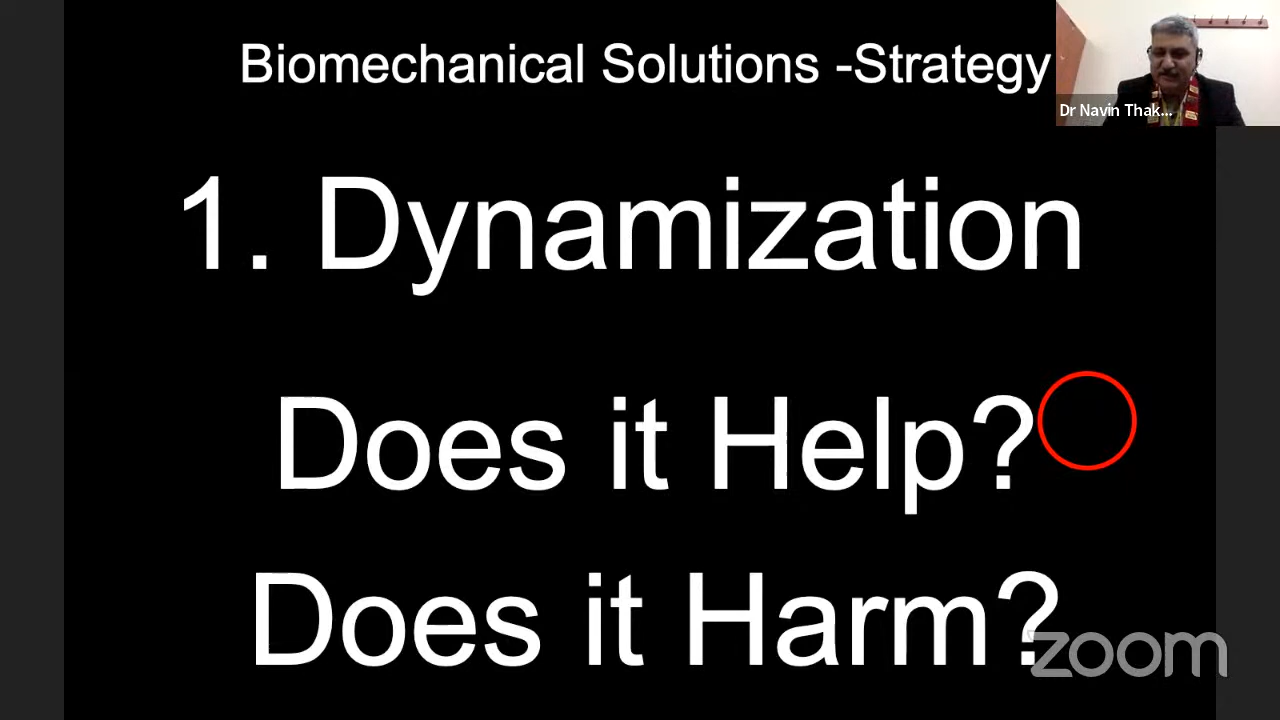 Biomechanical Solutions -Strategy
Dr Navin Thak...
1. Dynamization
Does it Help?
Does it Harm?
zoom